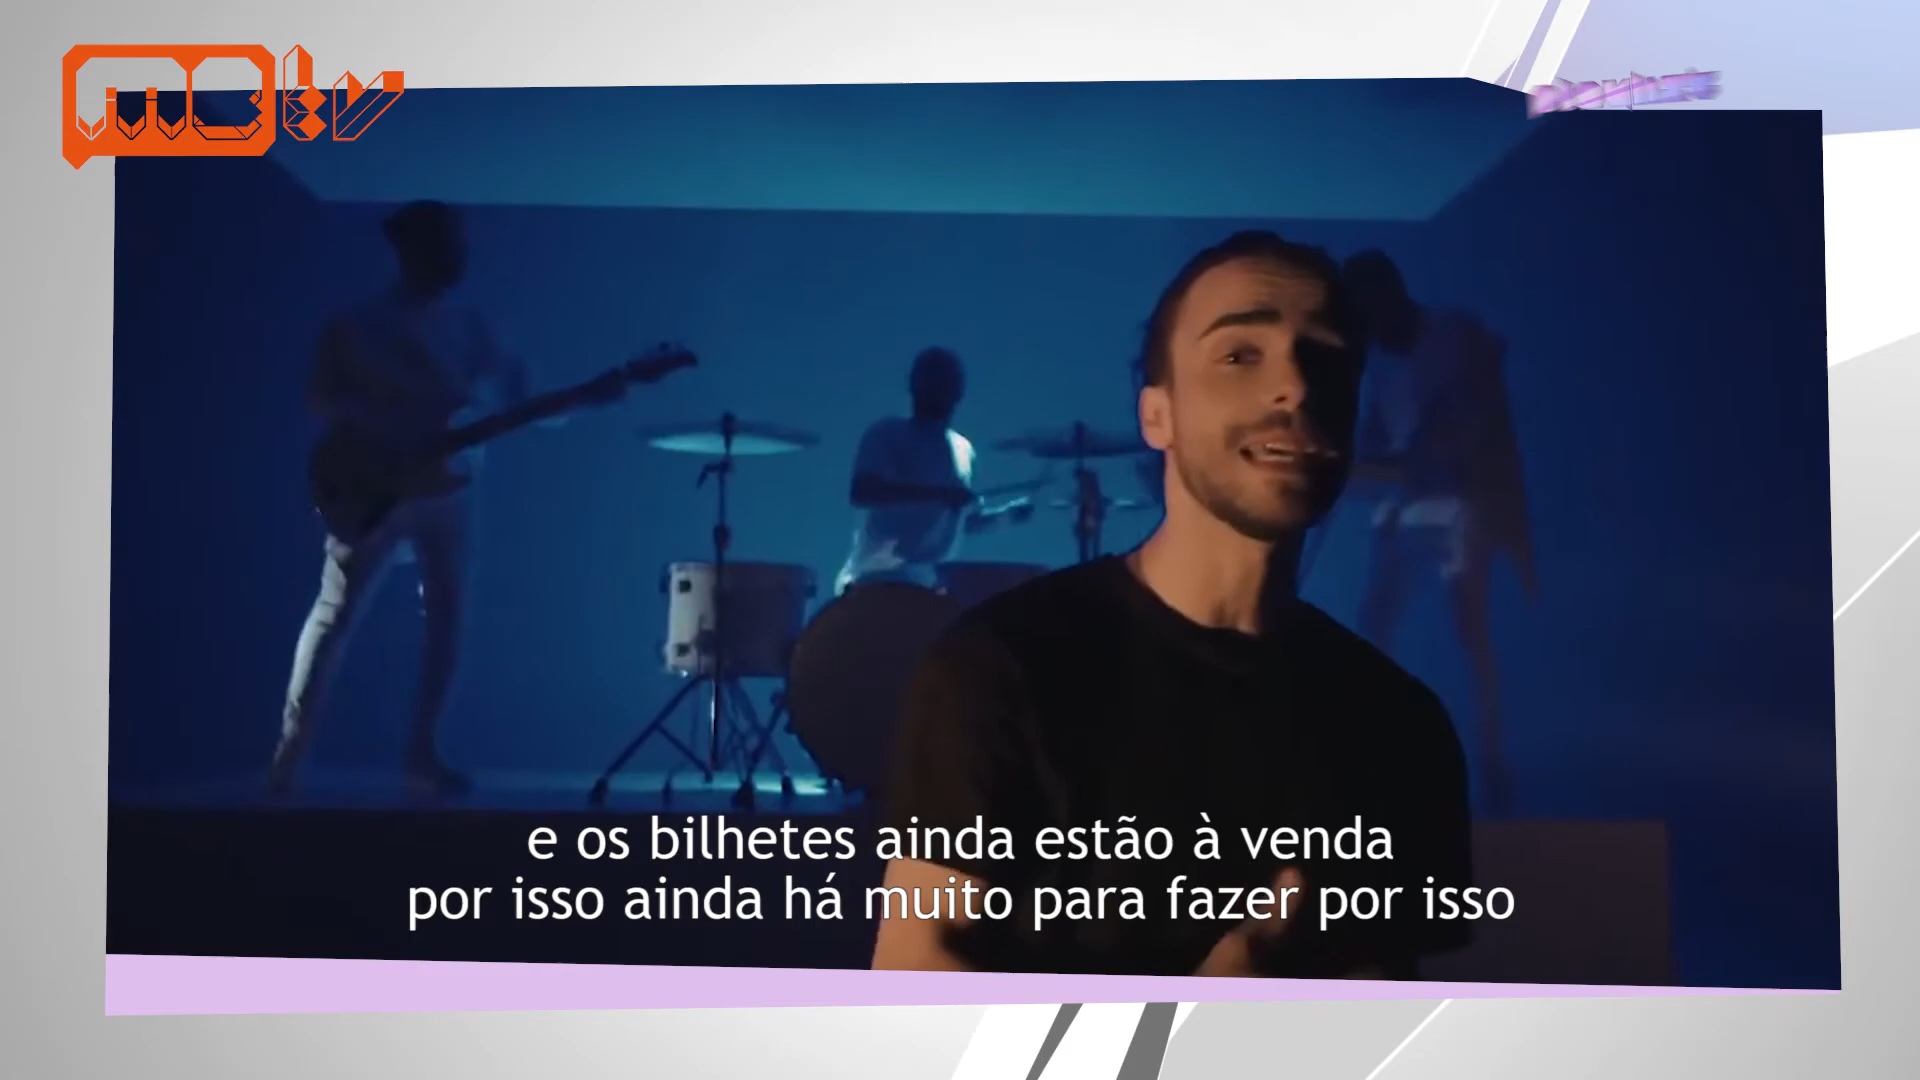 e os bilhetes ainda estão à venda
por isso ainda há muito para fazer por isso